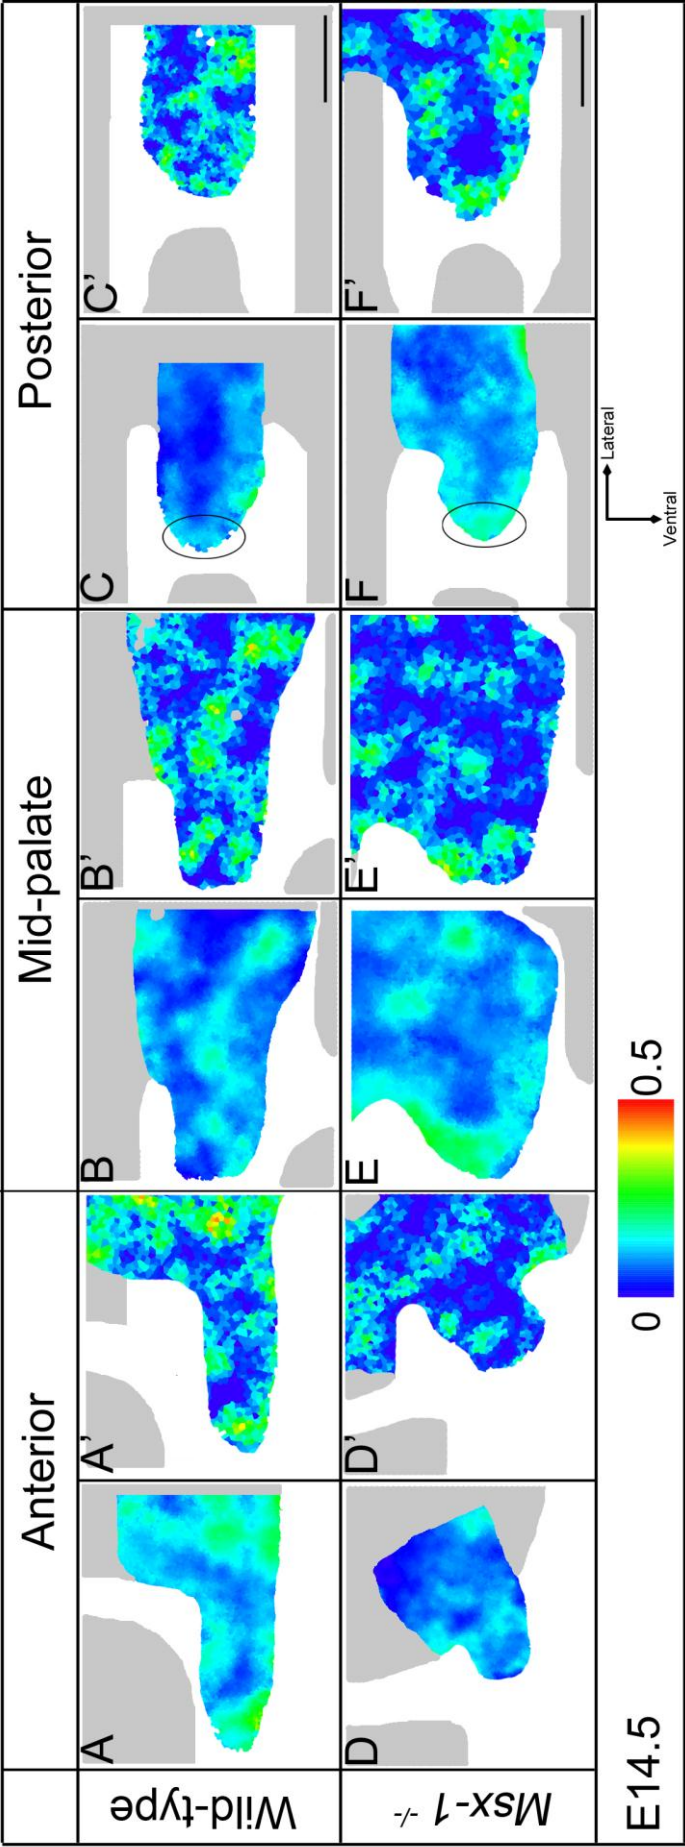 Anterior Mid-palate Posterior
Wild-type
A A' B B' C C'
Msx-1 -/-
D D' E E' F F'
E14.5
0 0.5
Lateral
Ventral